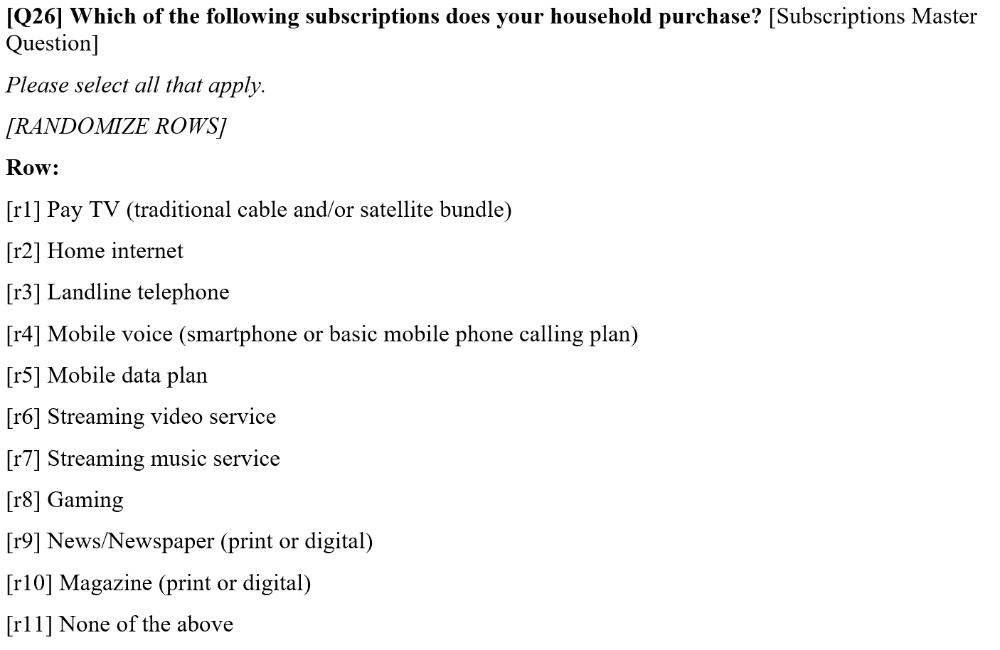 [Q26] Which of the following subscriptions does your household purchase? [Subscriptions Master
Question]
Please select all that apply.
[RANDOMIZE ROWS]
Row:
[r1] Pay TV (traditional cable and/or satellite bundle)
[r2] Home internet
[r3] Landline telephone
[r4] Mobile voice (smartphone or basic mobile phone calling plan)
[r5] Mobile data plan
[r6] Streaming video service
[r7] Streaming music service
[r8] Gaming
[r9] News/Newspaper (print or digital)
[r10] Magazine (print or digital)
[r11] None of the above